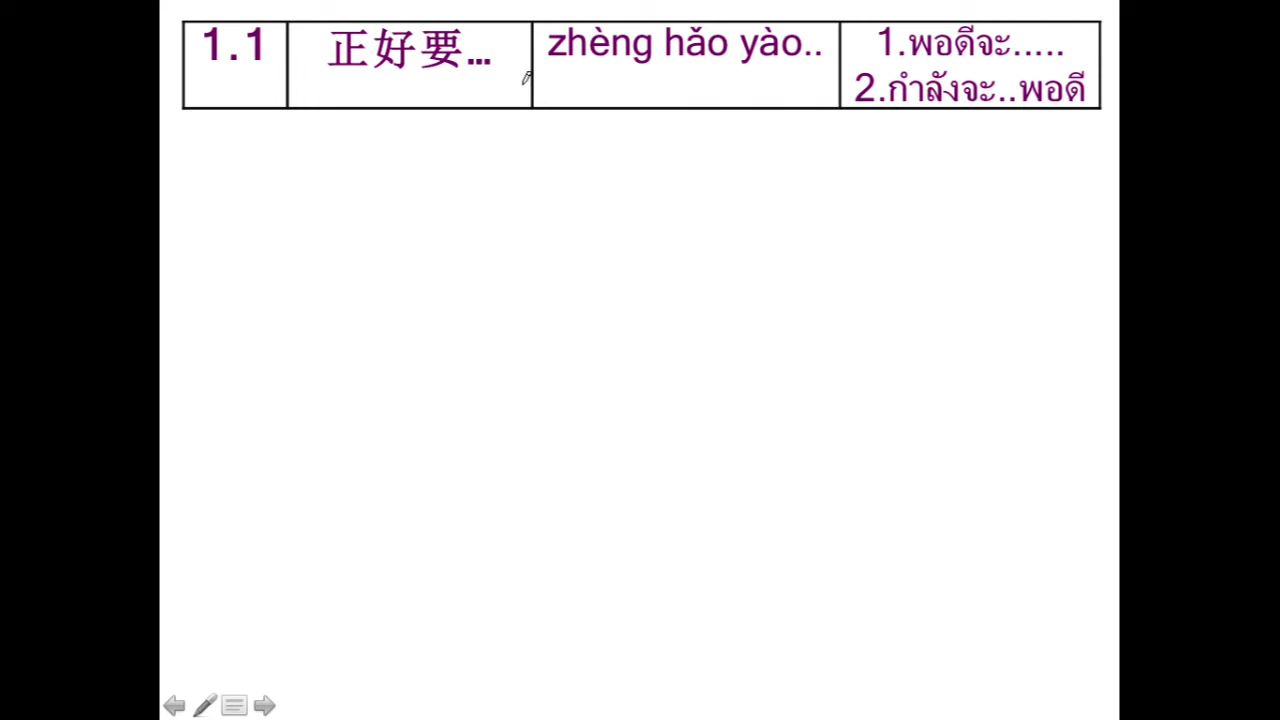 1.1 正好要... zhèng hǎo yào.. 1.พอดีจะ.....
2.กำลังจะ..พอดี